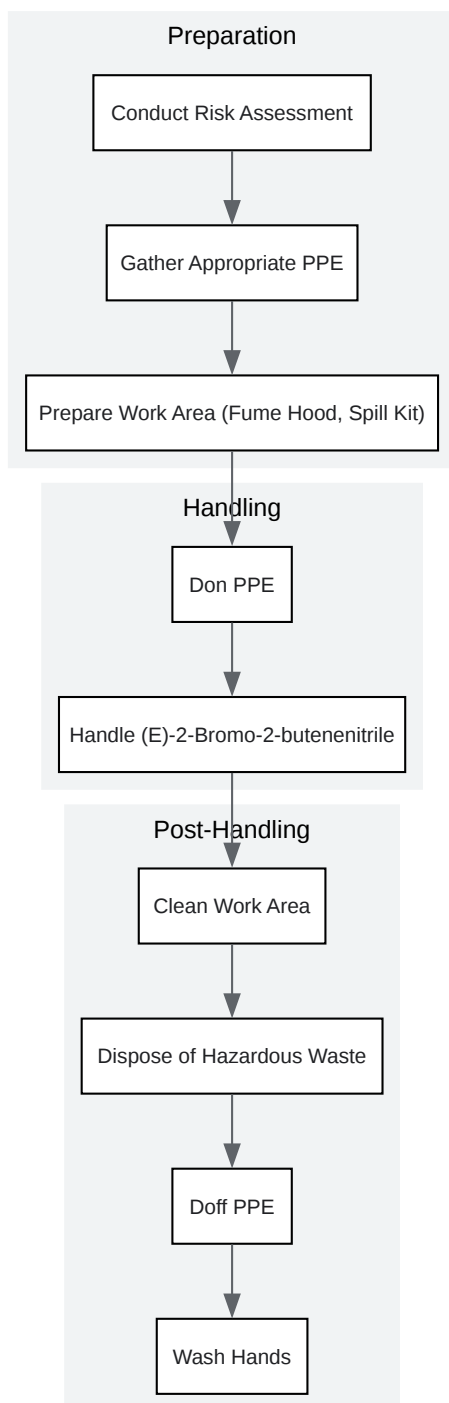 Preparation
Conduct Risk Assessment
Gather Appropriate PPE
Prepare Work Area (Fume Hood, Spill Kit)
Handling
Don PPE
Handle (E)-2-Bromo-2-butenenitrile
Post-Handling
Clean Work Area
Dispose of Hazardous Waste
Doff PPE
Wash Hands